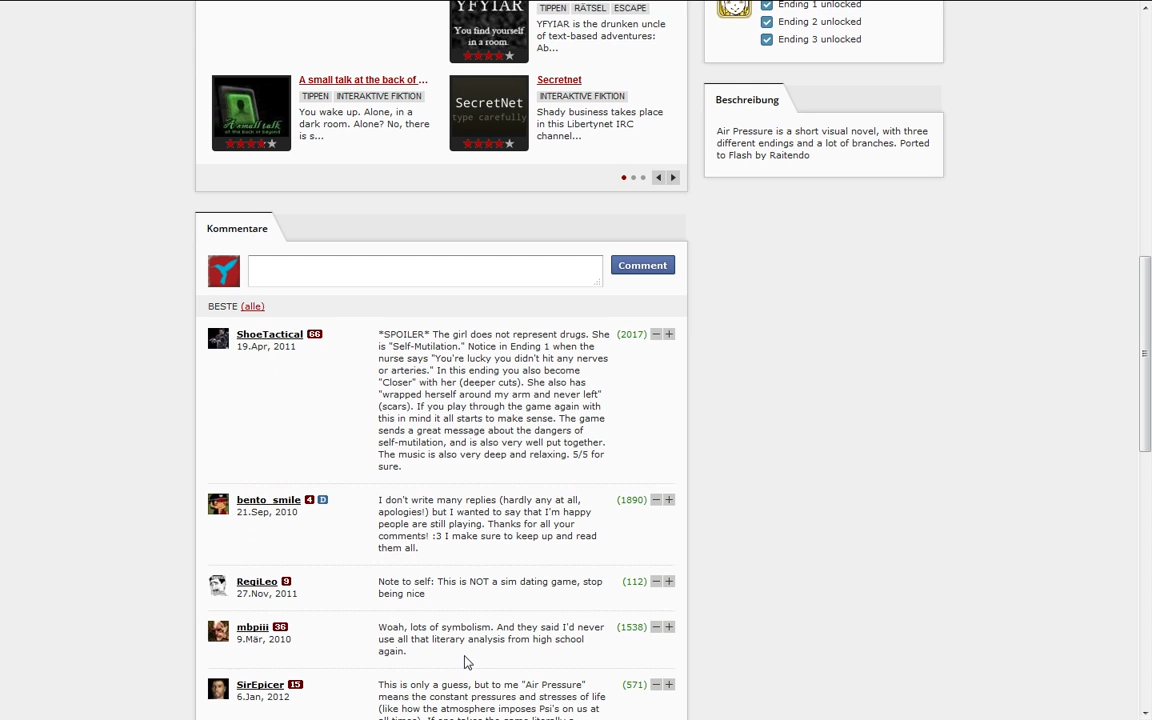 YFYIAR
You find yourself
in a room.
TIPPEN RÄTSEL ESCAPE
YFYIAR is the drunken uncle
of text-based adventures:
Ab...
A small talk at the back of ...
TIPPEN INTERAKTIVE FIKTION
You wake up. Alone, in a
dark room. Alone? No, there
is s...
A small talk
at the back of beyond
Secretnet
INTERAKTIVE FIKTION
Shady business takes place
in this Libertynet IRC
channel...
SecretNet
type carefully
Ending 1 unlocked
Ending 2 unlocked
Ending 3 unlocked
Beschreibung
Air Pressure is a short visual novel, with three
different endings and a lot of branches. Ported
to Flash by Raitendo
Kommentare
Comment
BESTE (alle)
ShoeTactical 66
19.Apr, 2011
*SPOILER* The girl does not represent drugs. She
is "Self-Mutilation." Notice in Ending 1 when the
nurse says "You're lucky you didn't hit any nerves
or arteries." In this ending you also become
"Closer" with her (deeper cuts). She also has
"wrapped herself around my arm and never left"
(scars). If you play through the game again with
this in mind it all starts to make sense. The game
sends a great message about the dangers of
self-mutilation, and is also very well put together.
The music is also very deep and relaxing. 5/5 for
sure.
(2017)
bento_smile 4 D
21.Sep, 2010
I don't write many replies (hardly any at all,
apologies!) but I wanted to say that I'm happy
people are still playing. Thanks for all your
comments! :3 I make sure to keep up and read
them all.
(1890)
RegiLeo 9
27.Nov, 2011
Note to self: This is NOT a sim dating game, stop
being nice
(112)
mbpiii 36
9.Mär, 2010
Woah, lots of symbolism. And they said I'd never
use all that literary analysis from high school
again.
(1538)
SirEpicer 15
6.Jan, 2012
This is only a guess, but to me "Air Pressure"
means the constant pressures and stresses of life
(like how the atmosphere imposes Psi's on us at
all times). If one takes the game literally a
(571)